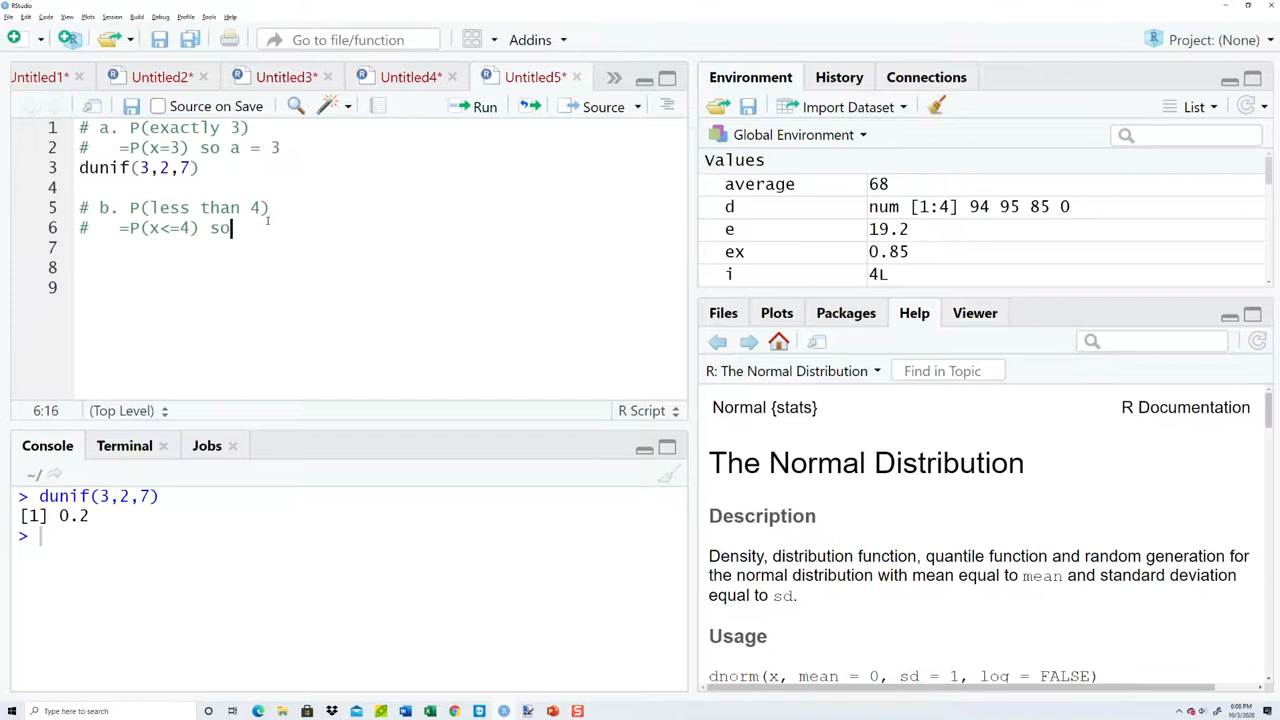 RStudio
File Edit Code View Plots Session Build Debug Profile Tools Help
Go to file/function Addins Project: (None)
Untitled1* Untitled2* Untitled3* Untitled4* Untitled5*
Source on Save Run Source
1 # a. P(exactly 3)
2 #   =P(x=3) so a = 3
3 dunif(3,2,7)
4
5 # b. P(less than 4)
6 #   =P(x<=4) so
7
8
9
6:16 (Top Level) R Script
Console Terminal Jobs
~/
> dunif(3,2,7)
[1] 0.2
>
Environment History Connections
Import Dataset List
Global Environment
Values
average 68
d num [1:4] 94 95 85 0
e 19.2
ex 0.85
i 4L
Files Plots Packages Help Viewer
R: The Normal Distribution Find in Topic
Normal {stats} R Documentation
The Normal Distribution
Description
Density, distribution function, quantile function and random generation for
the normal distribution with mean equal to mean and standard deviation
equal to sd.
Usage
dnorm(x, mean = 0, sd = 1, log = FALSE)
Type here to search
6:08 PM
10/3/2020